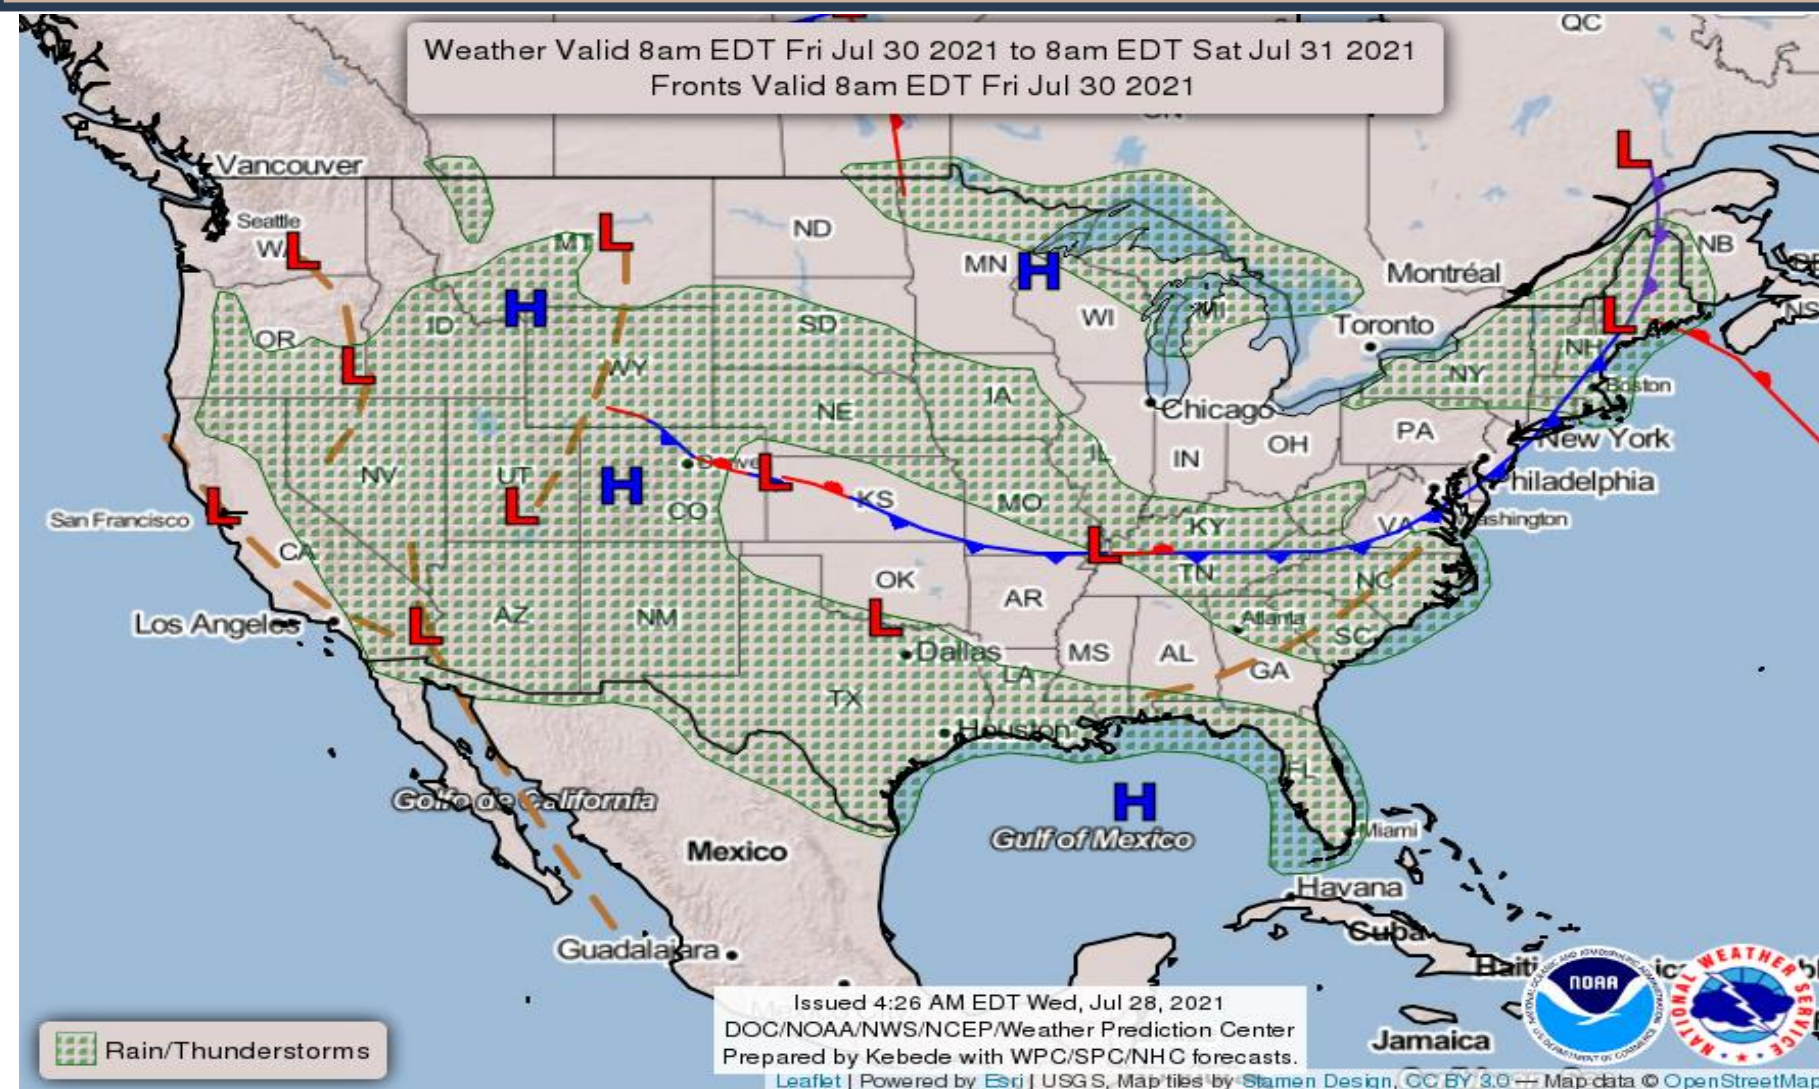 Weather Valid 8am EDT Fri Jul 30 2021 to 8am EDT Sat Jul 31 2021
Fronts Valid 8am EDT Fri Jul 30 2021
QC
Vancouver
Seattle
L
L
MT
L
ND
MN
H
Montréal
NB
NS
OR
ID
H
SD
WI
MI
Toronto
L
NH
L
WY
NE
IA
NY
Boston
Chicago
PA
New York
NV
UT
L
H
CO
L
KS
MO
IL
IN
OH
Philadelphia
San Francisco
L
CA
KY
VA
L
TN
Los Angeles
L
AZ
NM
OK
L
AR
NC
Atlanta
SC
Dallas
MS
AL
GA
LA
TX
Houston
FL
Golfo de California
H
Gulf of Mexico
Miami
Mexico
Havana
Cuba
Guadalajara
Haiti
Jamaica
NOAA
NATIONAL WEATHER SERVICE
Rain/Thunderstorms
Issued 4:26 AM EDT Wed, Jul 28, 2021
DOC/NOAA/NWS/NCEP/Weather Prediction Center
Prepared by Kebede with WPC/SPC/NHC forecasts.
Leaflet | Powered by Esri | USGS, Map tiles by Stamen Design, CC BY 3.0 — Map data © OpenStreetMap